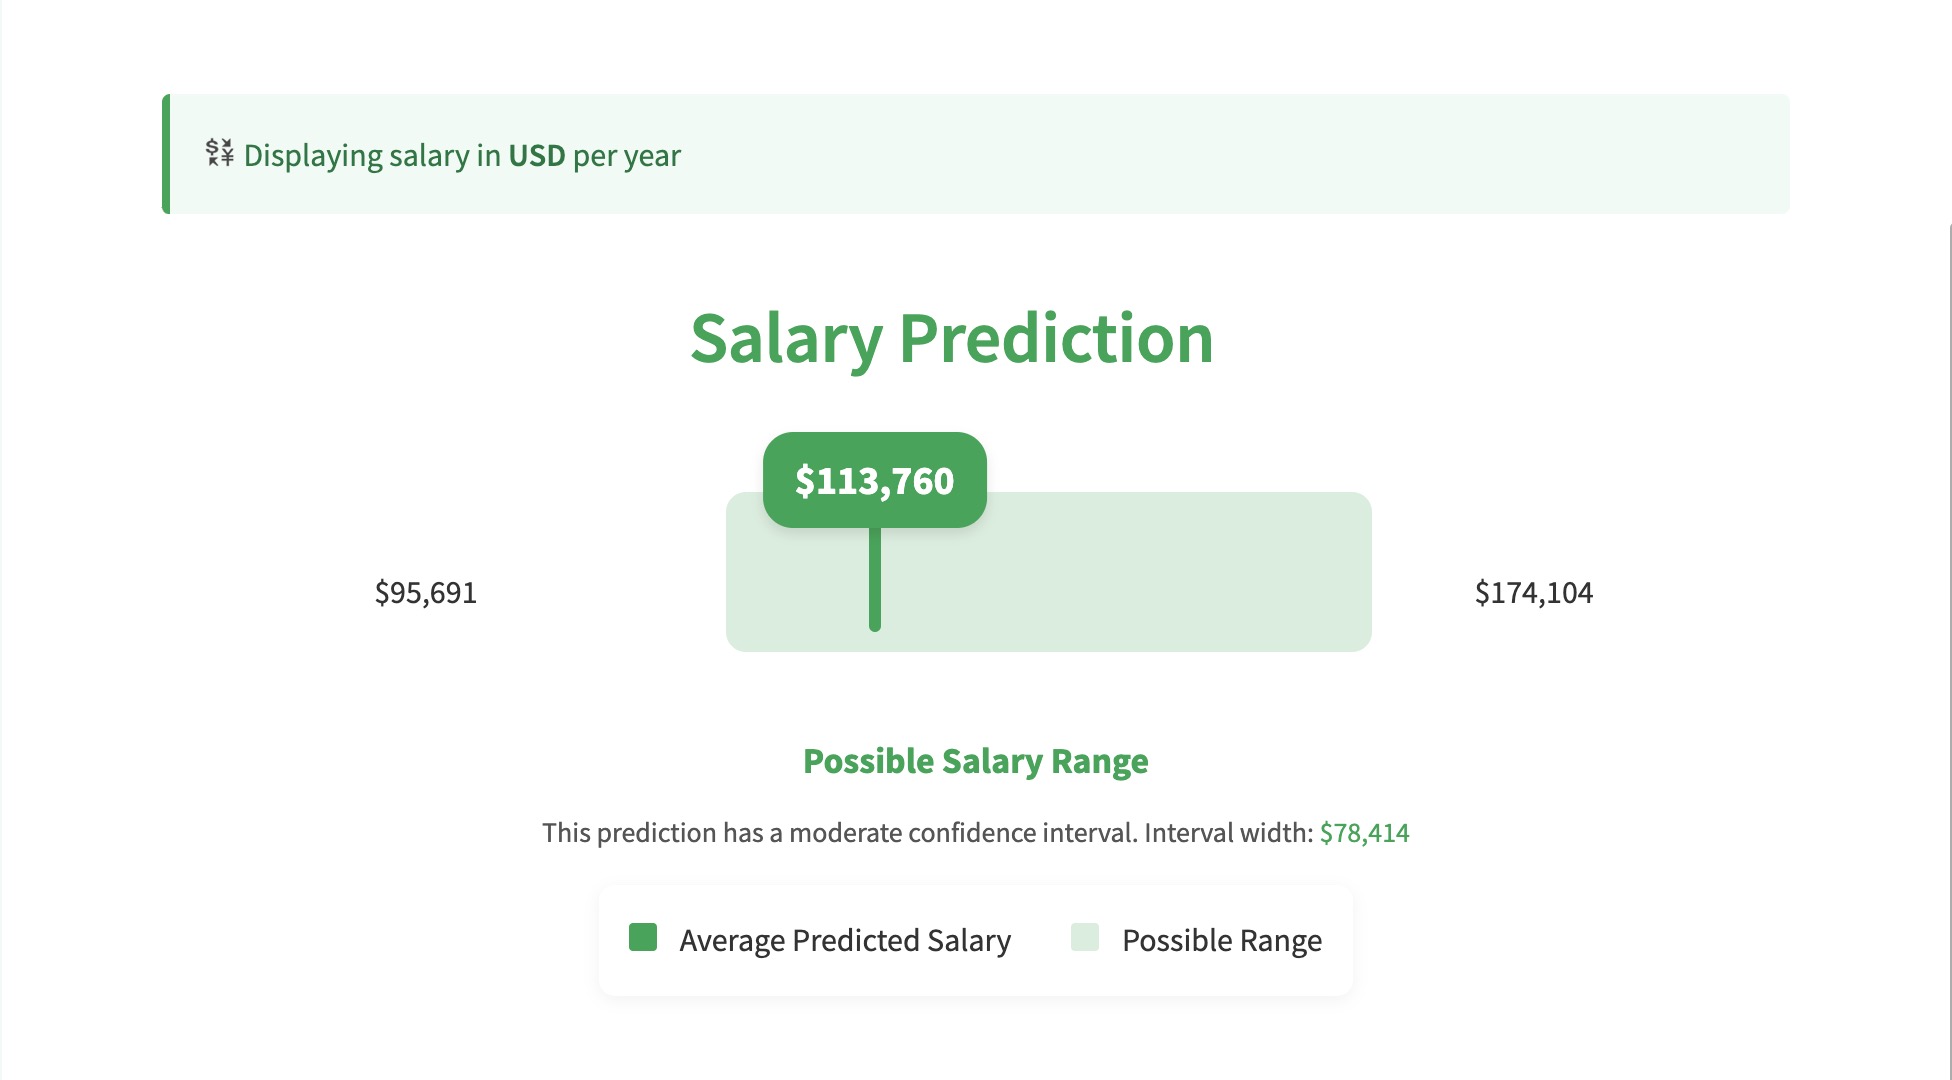 💱 Displaying salary in USD per year
Salary Prediction
$113,760
$95,691
$174,104
Possible Salary Range
This prediction has a moderate confidence interval. Interval width: $78,414
Average Predicted Salary
Possible Range